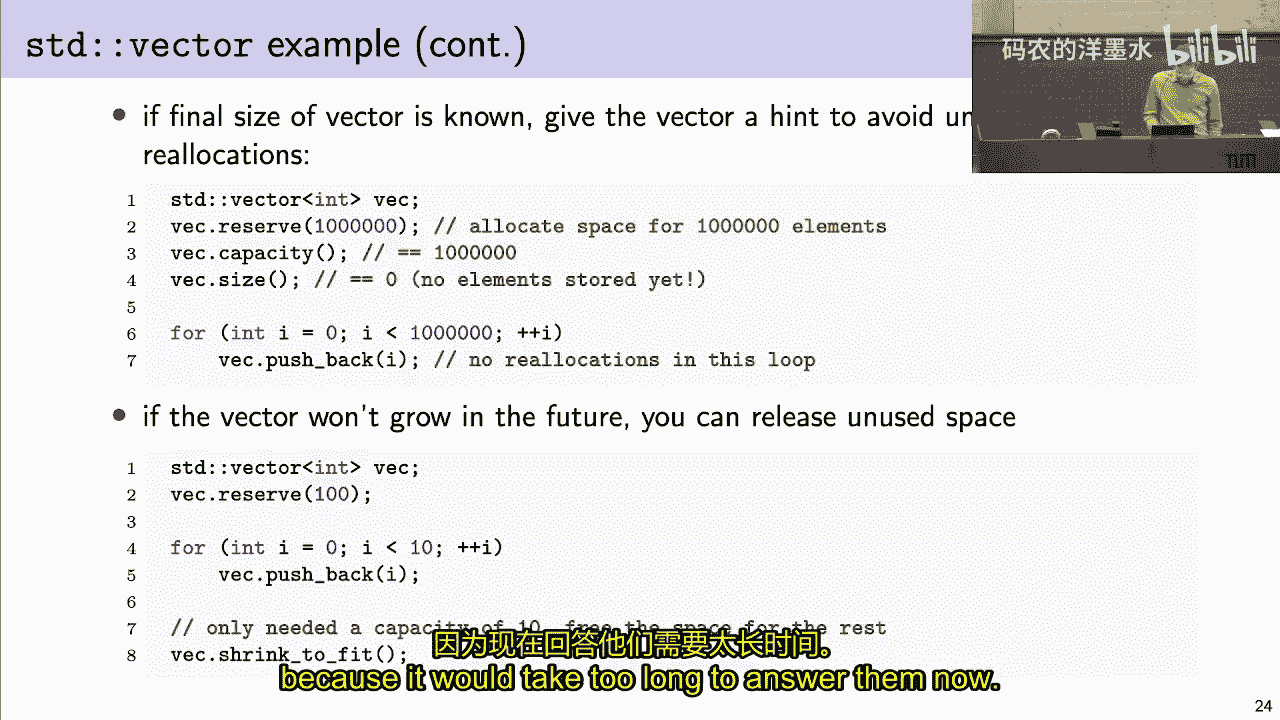 std::vector example (cont.)
码农的洋墨水 bilibili
TUM
• if final size of vector is known, give the vector a hint to avoid
reallocations:
1 std::vector<int> vec;
2 vec.reserve(1000000); // allocate space for 1000000 elements
3 vec.capacity(); // == 1000000
4 vec.size(); // == 0 (no elements stored yet!)
5
6 for (int i = 0; i < 1000000; ++i)
7 vec.push_back(i); // no reallocations in this loop
• if the vector won't grow in the future, you can release unused space
1 std::vector<int> vec;
2 vec.reserve(100);
3
4 for (int i = 0; i < 10; ++i)
5 vec.push_back(i);
6
7 // only needed a capacity of 10, free the space for the rest
8 vec.shrink_to_fit();
因为现在回答他们需要太长时间。
because it would take too long to answer them now.
24